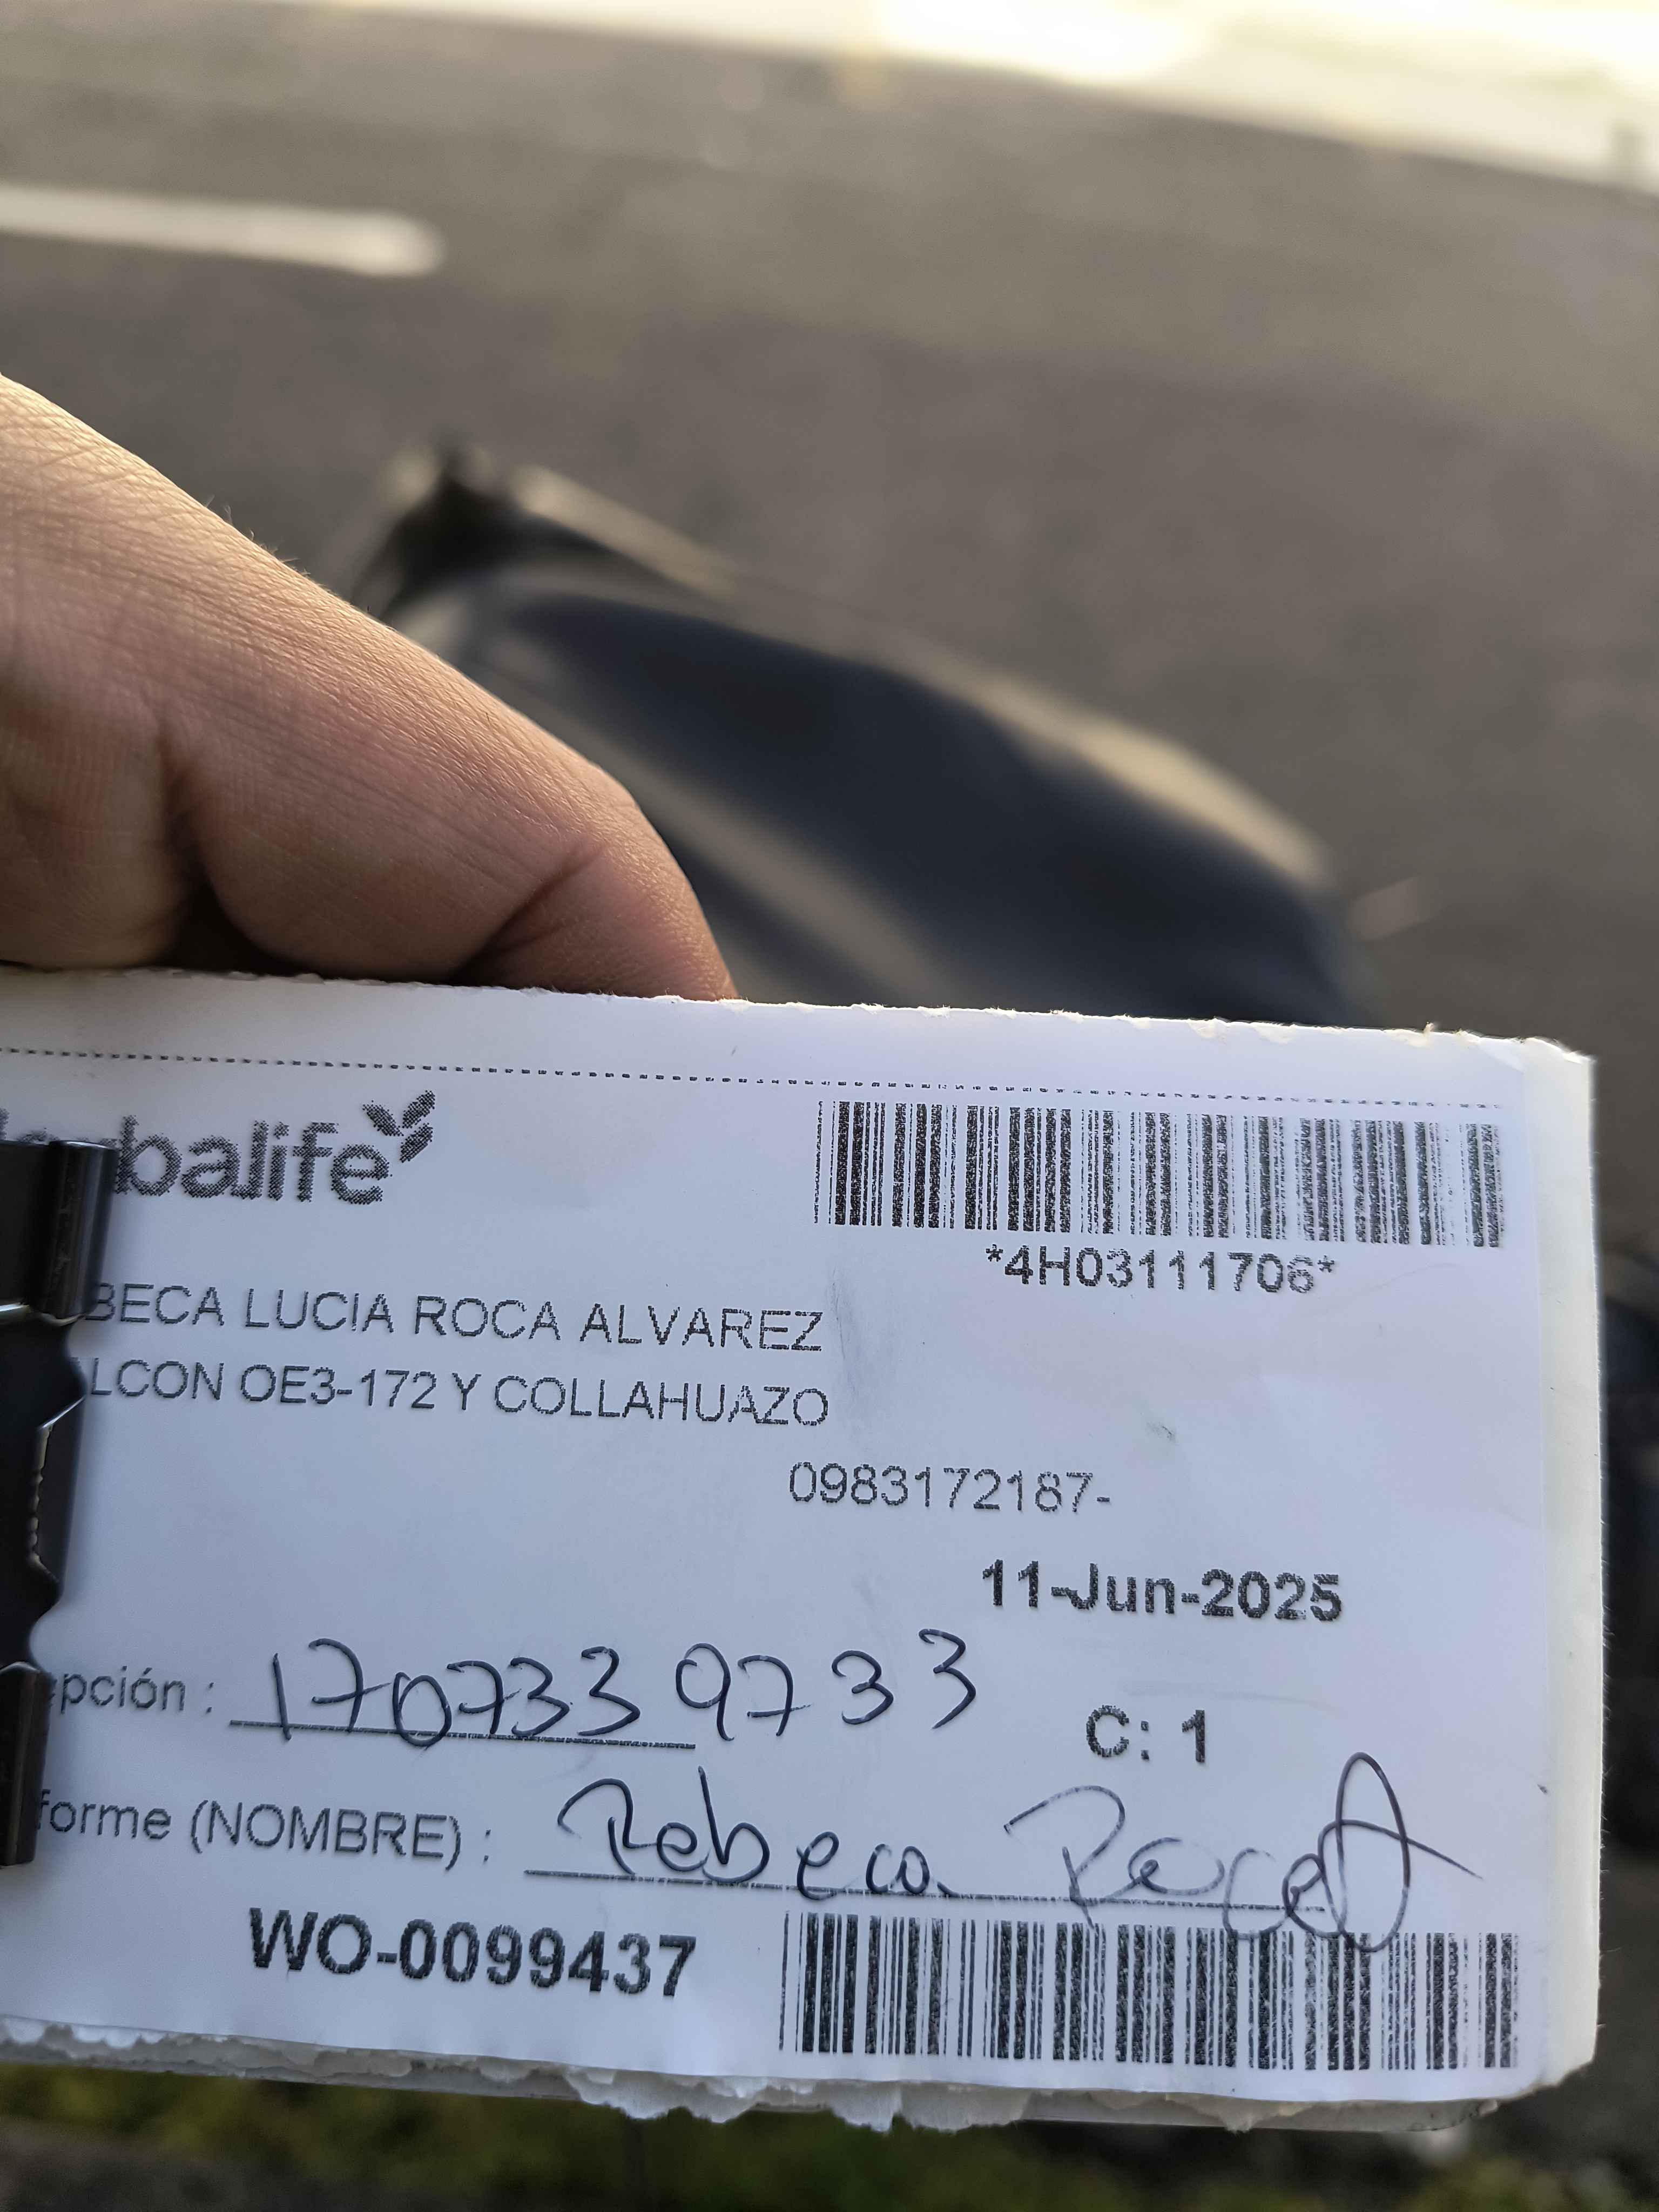 balife
*4H03111706*
BECA LUCIA ROCA ALVAREZ
LCON OE3-172 Y COLLAHUAZO
0983172187-
11-Jun-2025
pción : 1707339733
C: 1
forme (NOMBRE) : Rebeca Roca
WO-0099437